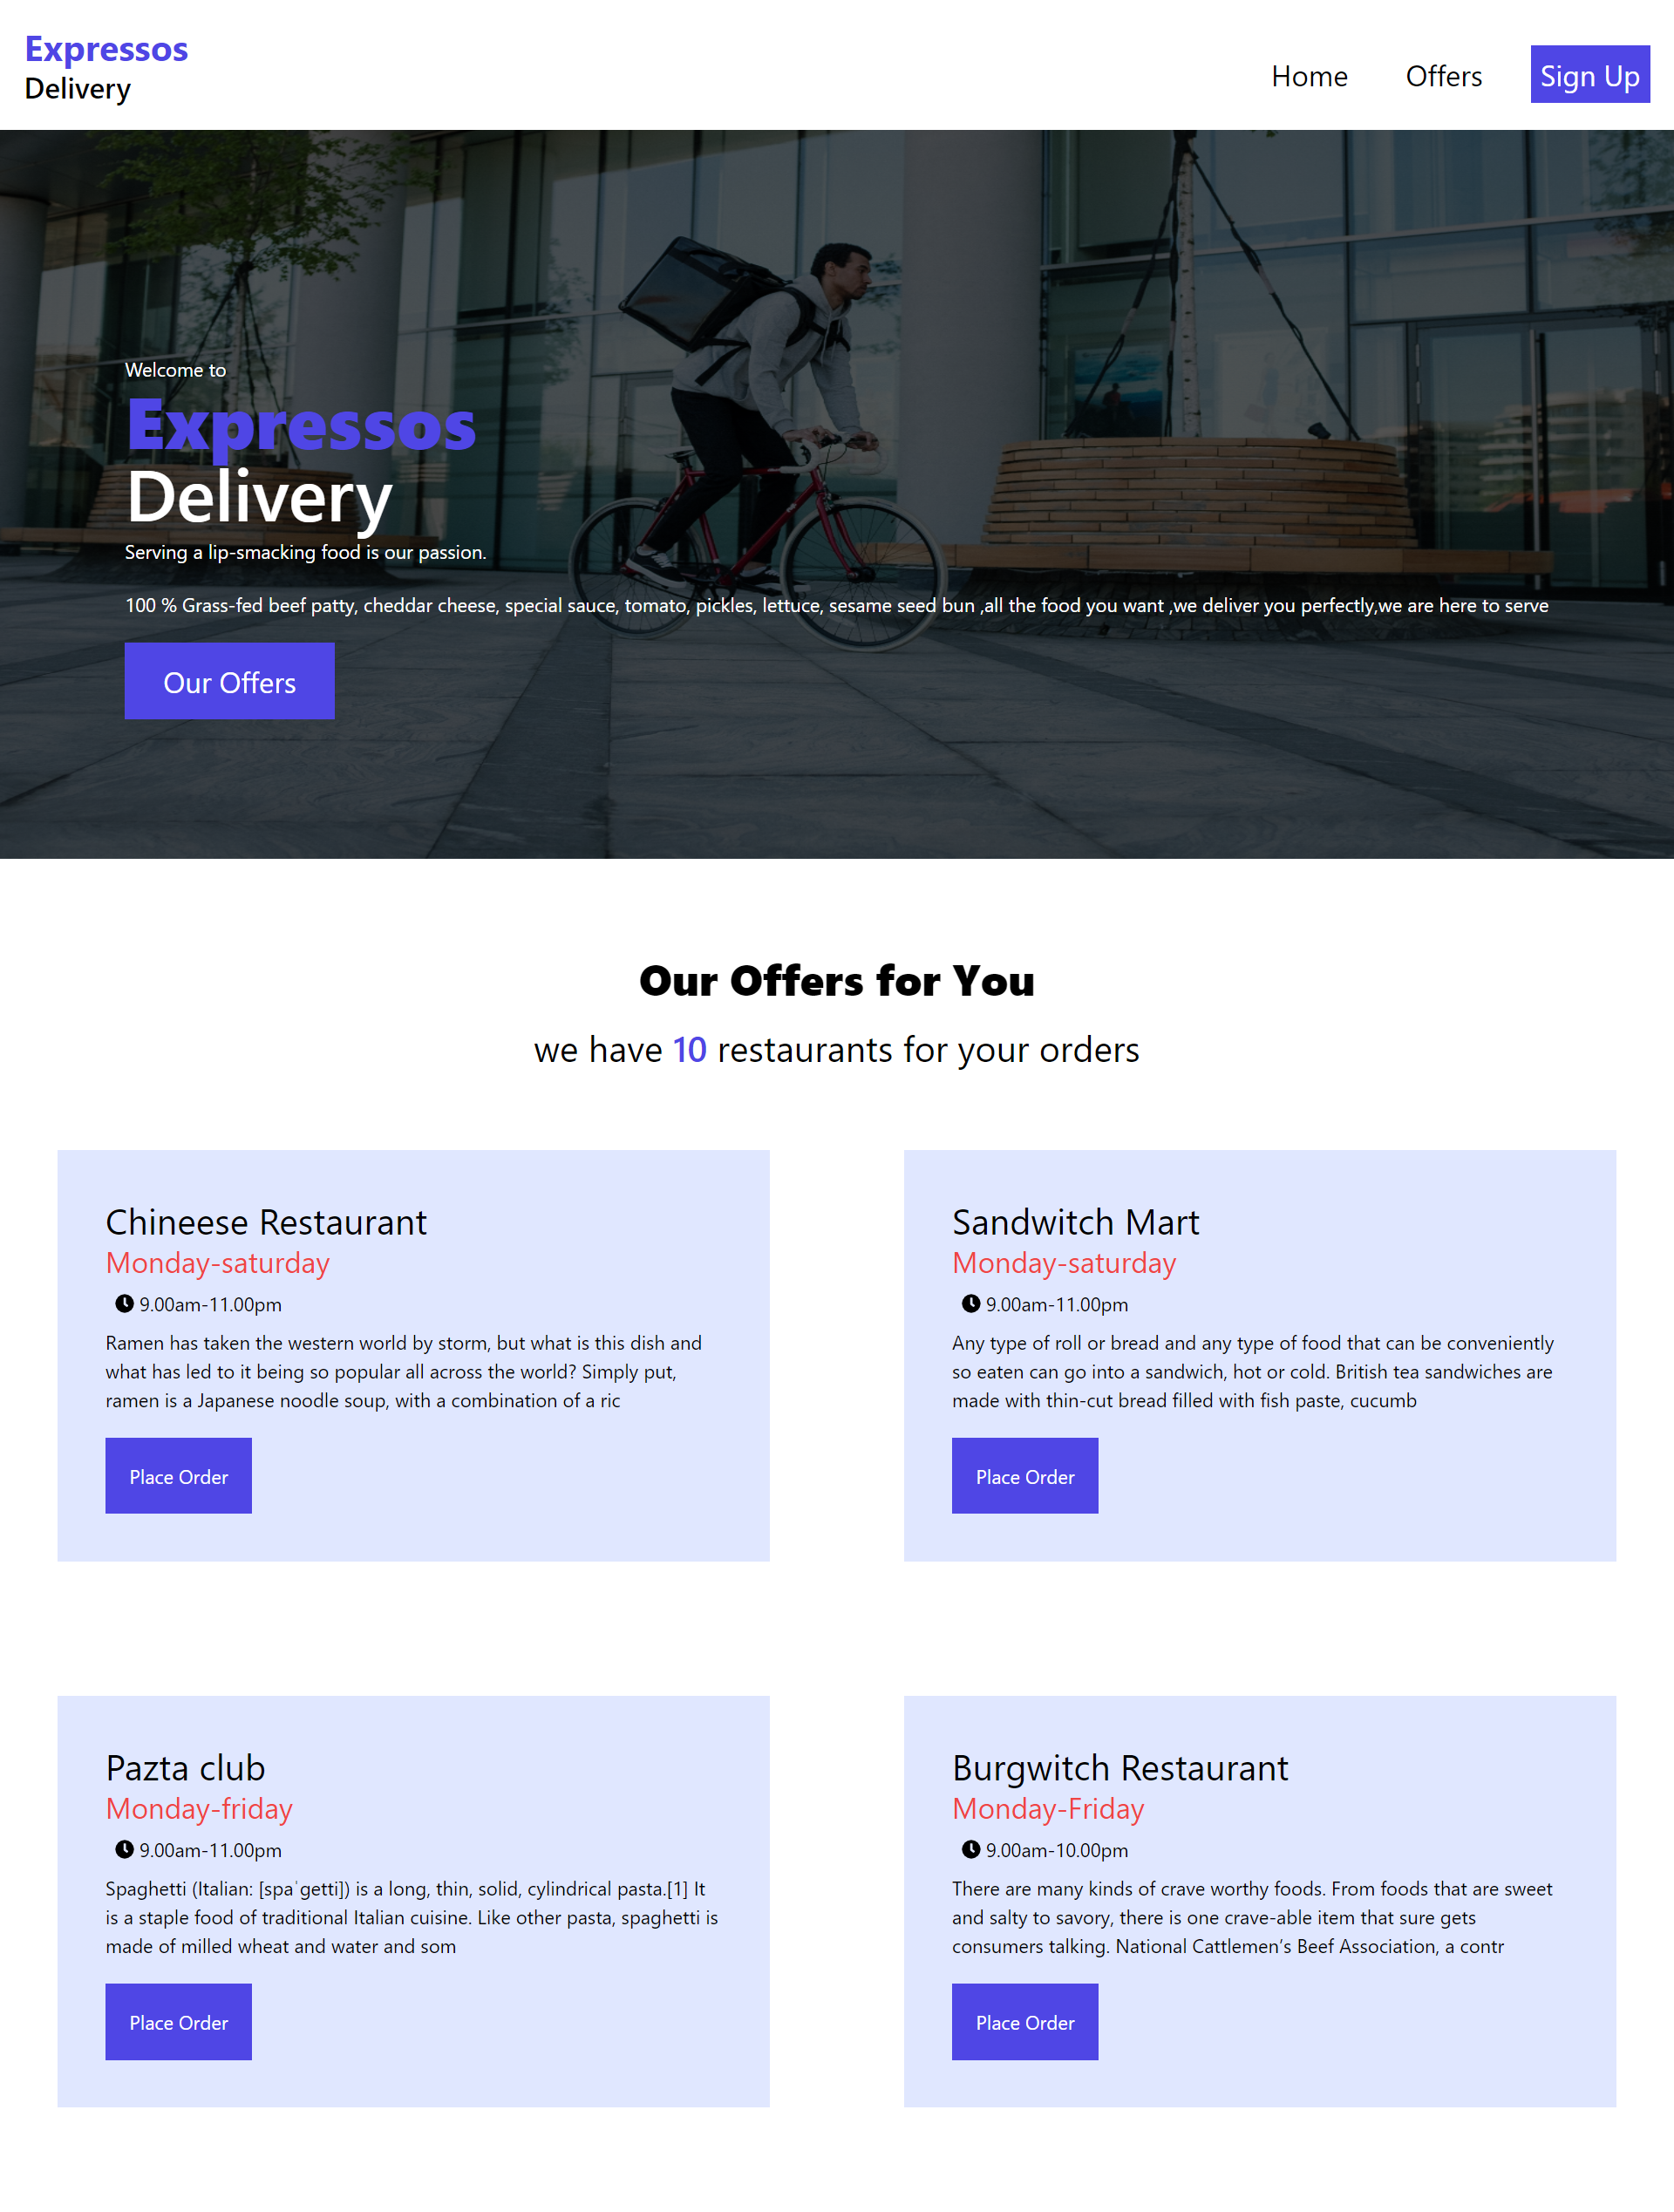 Expressos
Delivery
Home
Offers
Sign Up
Welcome to
Expressos
Delivery
Serving a lip-smacking food is our passion.
100 % Grass-fed beef patty, cheddar cheese, special sauce, tomato, pickles, lettuce, sesame seed bun ,all the food you want ,we deliver you perfectly,we are here to serve
Our Offers
Our Offers for You
we have 10 restaurants for your orders
Chineese Restaurant
Monday-saturday
9.00am-11.00pm
Ramen has taken the western world by storm, but what is this dish and
what has led to it being so popular all across the world? Simply put,
ramen is a Japanese noodle soup, with a combination of a ric
Place Order
Sandwitch Mart
Monday-saturday
9.00am-11.00pm
Any type of roll or bread and any type of food that can be conveniently
so eaten can go into a sandwich, hot or cold. British tea sandwiches are
made with thin-cut bread filled with fish paste, cucumb
Place Order
Pazta club
Monday-friday
9.00am-11.00pm
Spaghetti (Italian: [spaˈɡetti]) is a long, thin, solid, cylindrical pasta.[1] It
is a staple food of traditional Italian cuisine. Like other pasta, spaghetti is
made of milled wheat and water and som
Place Order
Burgwitch Restaurant
Monday-Friday
9.00am-10.00pm
There are many kinds of crave worthy foods. From foods that are sweet
and salty to savory, there is one crave-able item that sure gets
consumers talking. National Cattlemen’s Beef Association, a contr
Place Order